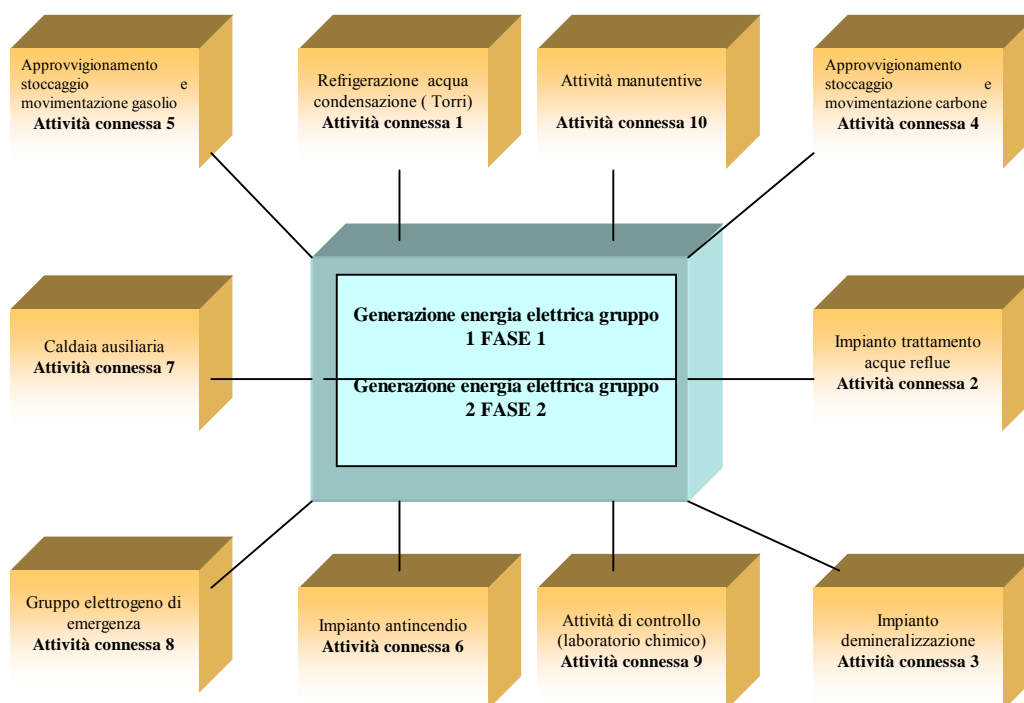 Approvvigionamento
stoccaggio e
movimentazione gasolio
Attività connessa 5
Refrigerazione acqua
condensazione ( Torri)
Attività connessa 1
Attività manutentive
Attività connessa 10
Approvvigionamento
stoccaggio e
movimentazione carbone
Attività connessa 4
Caldaia ausiliaria
Attività connessa 7
Generazione energia elettrica gruppo
1 FASE 1
Generazione energia elettrica gruppo
2 FASE 2
Impianto trattamento
acque reflue
Attività connessa 2
Gruppo elettrogeno di
emergenza
Attività connessa 8
Impianto antincendio
Attività connessa 6
Attività di controllo
(laboratorio chimico)
Attività connessa 9
Impianto
demineralizzazione
Attività connessa 3